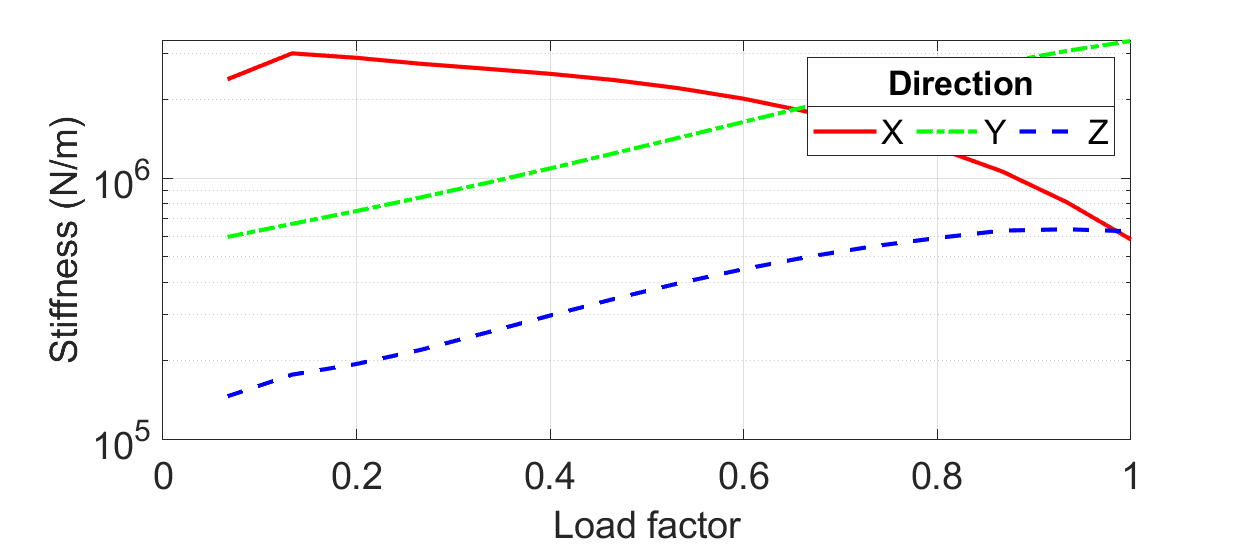 Stiffness (N/m)
10^6
10^5
Direction
X Y Z
0 0.2 0.4 0.6 0.8 1
Load factor